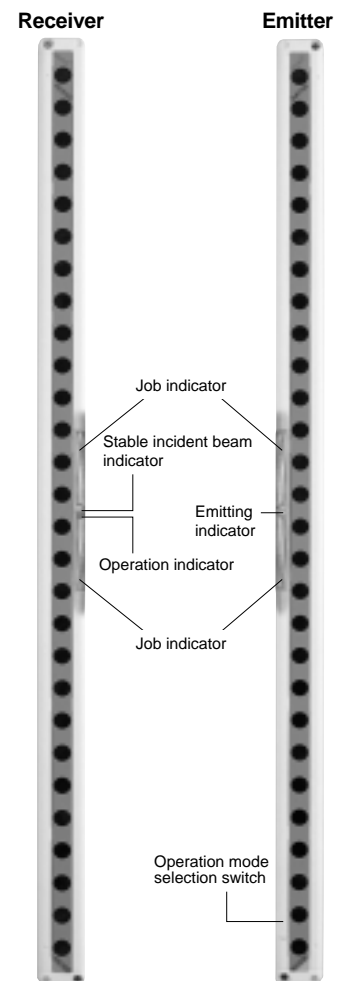 Receiver
Emitter
Job indicator
Stable incident beam
indicator
Emitting
indicator
Operation indicator
Job indicator
Operation mode
selection switch